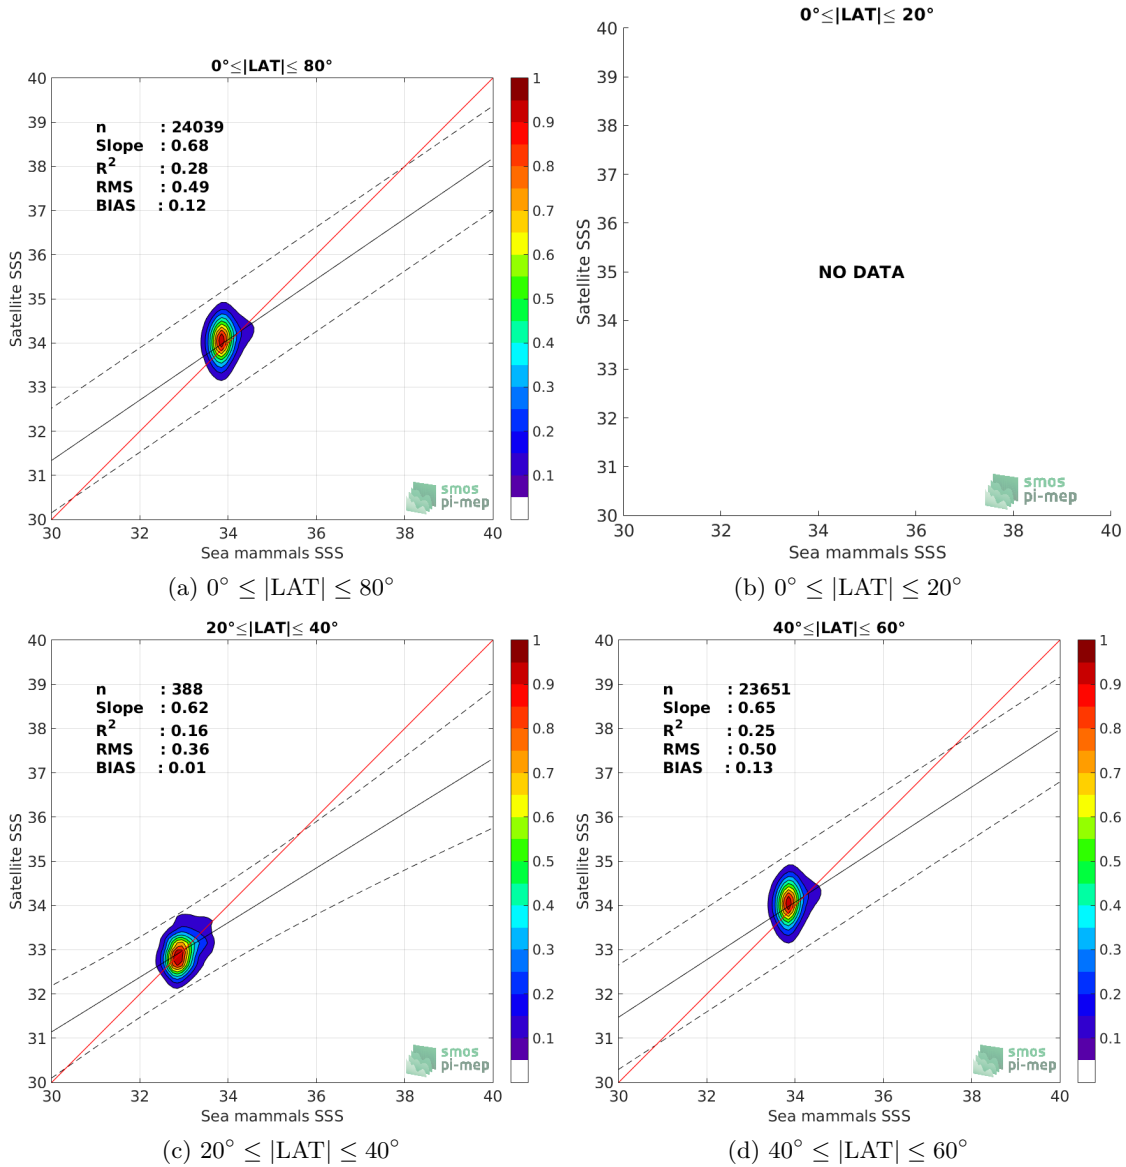 0°≤|LAT|≤ 80°
n : 24039
Slope : 0.68
R² : 0.28
RMS : 0.49
BIAS : 0.12
40
39
38
37
36
35
34
33
32
31
30
30
32
34
36
38
40
Satellite SSS
Sea mammals SSS
1
0.9
0.8
0.7
0.6
0.5
0.4
0.3
0.2
0.1
smos
pi-mep
(a) 0° ≤ |LAT| ≤ 80°
0°≤|LAT|≤ 20°
40
39
38
37
36
35
34
33
32
31
30
NO DATA
30
32
34
36
38
40
Satellite SSS
Sea mammals SSS
smos
pi-mep
(b) 0° ≤ |LAT| ≤ 20°
20°≤|LAT|≤ 40°
n : 388
Slope : 0.62
R² : 0.16
RMS : 0.36
BIAS : 0.01
40
39
38
37
36
35
34
33
32
31
30
30
32
34
36
38
40
Satellite SSS
Sea mammals SSS
1
0.9
0.8
0.7
0.6
0.5
0.4
0.3
0.2
0.1
smos
pi-mep
(c) 20° ≤ |LAT| ≤ 40°
40°≤|LAT|≤ 60°
n : 23651
Slope : 0.65
R² : 0.25
RMS : 0.50
BIAS : 0.13
40
39
38
37
36
35
34
33
32
31
30
30
32
34
36
38
40
Satellite SSS
Sea mammals SSS
1
0.9
0.8
0.7
0.6
0.5
0.4
0.3
0.2
0.1
smos
pi-mep
(d) 40° ≤ |LAT| ≤ 60°